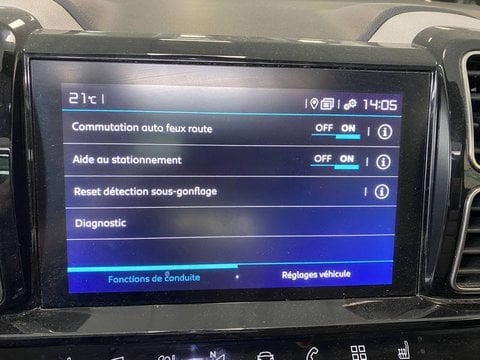 21°C 14:05
Commutation auto feux route OFF ON
Aide au stationnement OFF ON
Reset détection sous-gonflage
Diagnostic
Fonctions de conduite Réglages véhicule
N